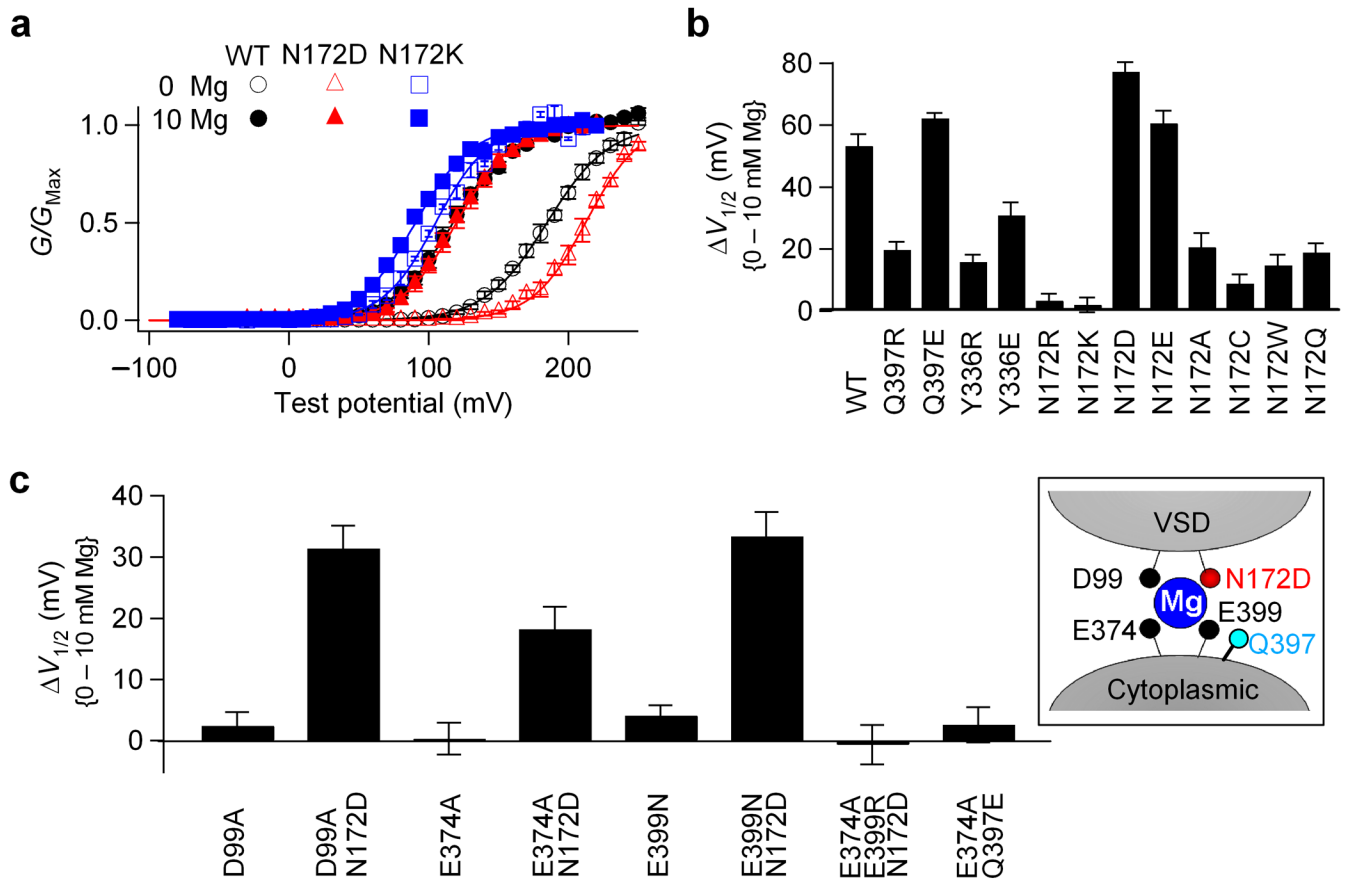 a
WT N172D N172K
0 Mg
10 Mg
1.0
0.5
0.0
G/GMax
−100 0 100 200
Test potential (mV)
b
80
60
40
20
0
ΔV1/2 (mV)
{0 – 10 mM Mg}
WT
Q397R
Q397E
Y336R
Y336E
N172R
N172K
N172D
N172E
N172A
N172C
N172W
N172Q
c
40
30
20
10
0
ΔV1/2 (mV)
{0 – 10 mM Mg}
D99A
D99A
N172D
E374A
E374A
N172D
E399N
E399N
N172D
E374A
E399R
N172D
E374A
Q397E
VSD
D99 N172D
Mg
E399
E374
Q397
Cytoplasmic